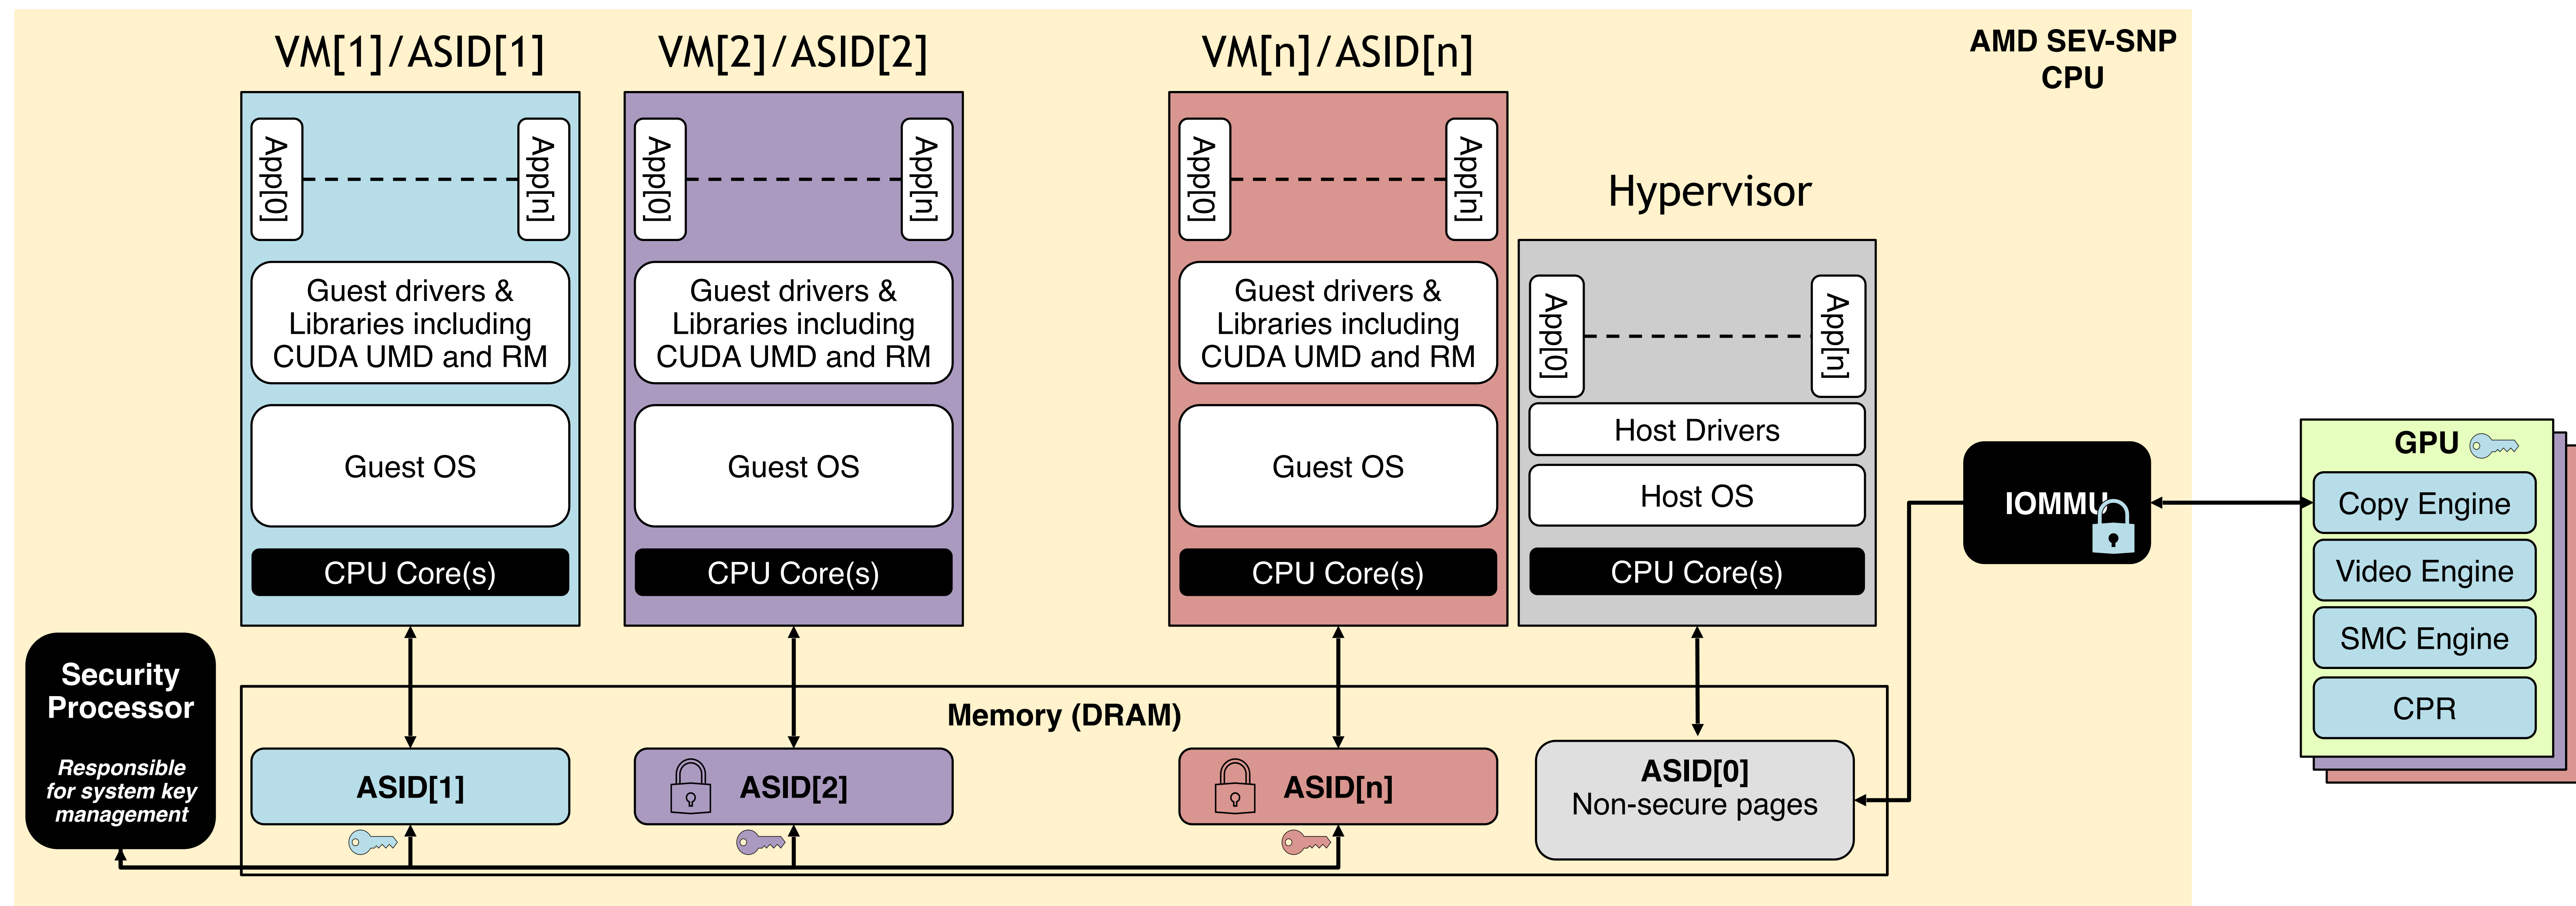 VM[1]/ASID[1]
VM[2]/ASID[2]
VM[n]/ASID[n]
AMD SEV-SNP
CPU
App[0]
App[n]
Guest drivers &
Libraries including
CUDA UMD and RM
Guest OS
CPU Core(s)
App[0]
App[n]
Guest drivers &
Libraries including
CUDA UMD and RM
Guest OS
CPU Core(s)
App[0]
App[n]
Guest drivers &
Libraries including
CUDA UMD and RM
Guest OS
CPU Core(s)
Hypervisor
App[0]
App[n]
Host Drivers
Host OS
CPU Core(s)
IOMMU
GPU
Copy Engine
Video Engine
SMC Engine
CPR
Security
Processor
Responsible
for system key
management
Memory (DRAM)
ASID[1]
ASID[2]
ASID[n]
ASID[0]
Non-secure pages